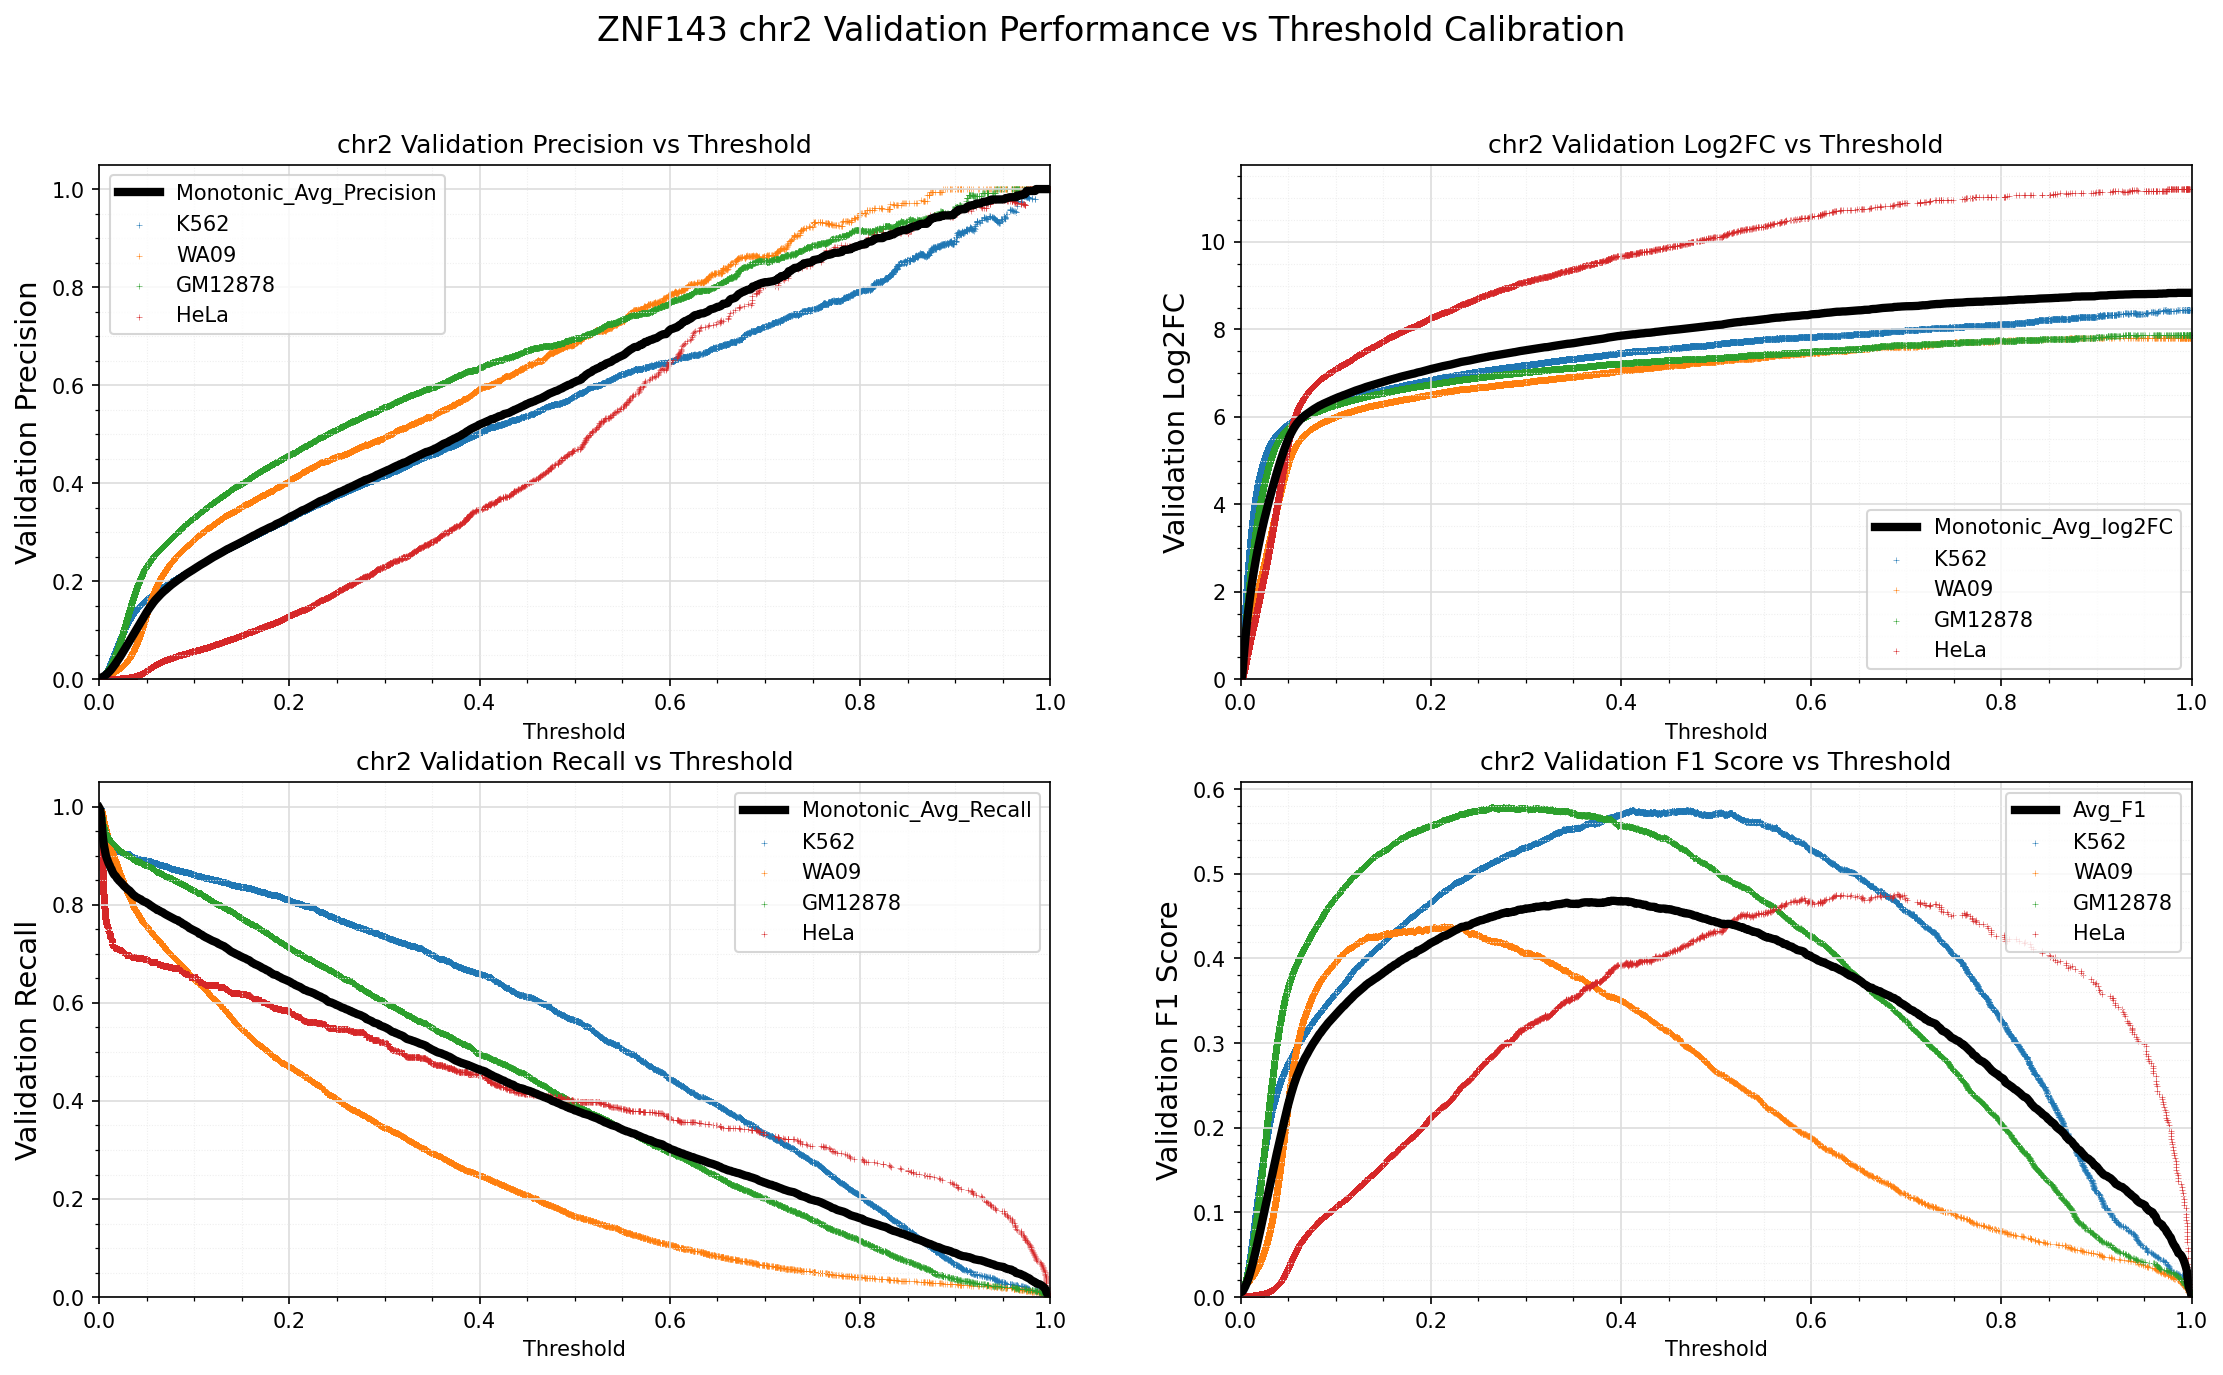 ZNF143 chr2 Validation Performance vs Threshold Calibration
chr2 Validation Precision vs Threshold
Validation Precision
1.0
0.8
0.6
0.4
0.2
0.0
Monotonic_Avg_Precision
K562
WA09
GM12878
HeLa
0.0 0.2 0.4 0.6 0.8 1.0
Threshold
chr2 Validation Log2FC vs Threshold
Validation Log2FC
10
8
6
4
2
0
Monotonic_Avg_log2FC
K562
WA09
GM12878
HeLa
0.0 0.2 0.4 0.6 0.8 1.0
Threshold
chr2 Validation Recall vs Threshold
Validation Recall
1.0
0.8
0.6
0.4
0.2
0.0
Monotonic_Avg_Recall
K562
WA09
GM12878
HeLa
0.0 0.2 0.4 0.6 0.8 1.0
Threshold
chr2 Validation F1 Score vs Threshold
Validation F1 Score
0.6
0.5
0.4
0.3
0.2
0.1
0.0
Avg_F1
K562
WA09
GM12878
HeLa
0.0 0.2 0.4 0.6 0.8 1.0
Threshold